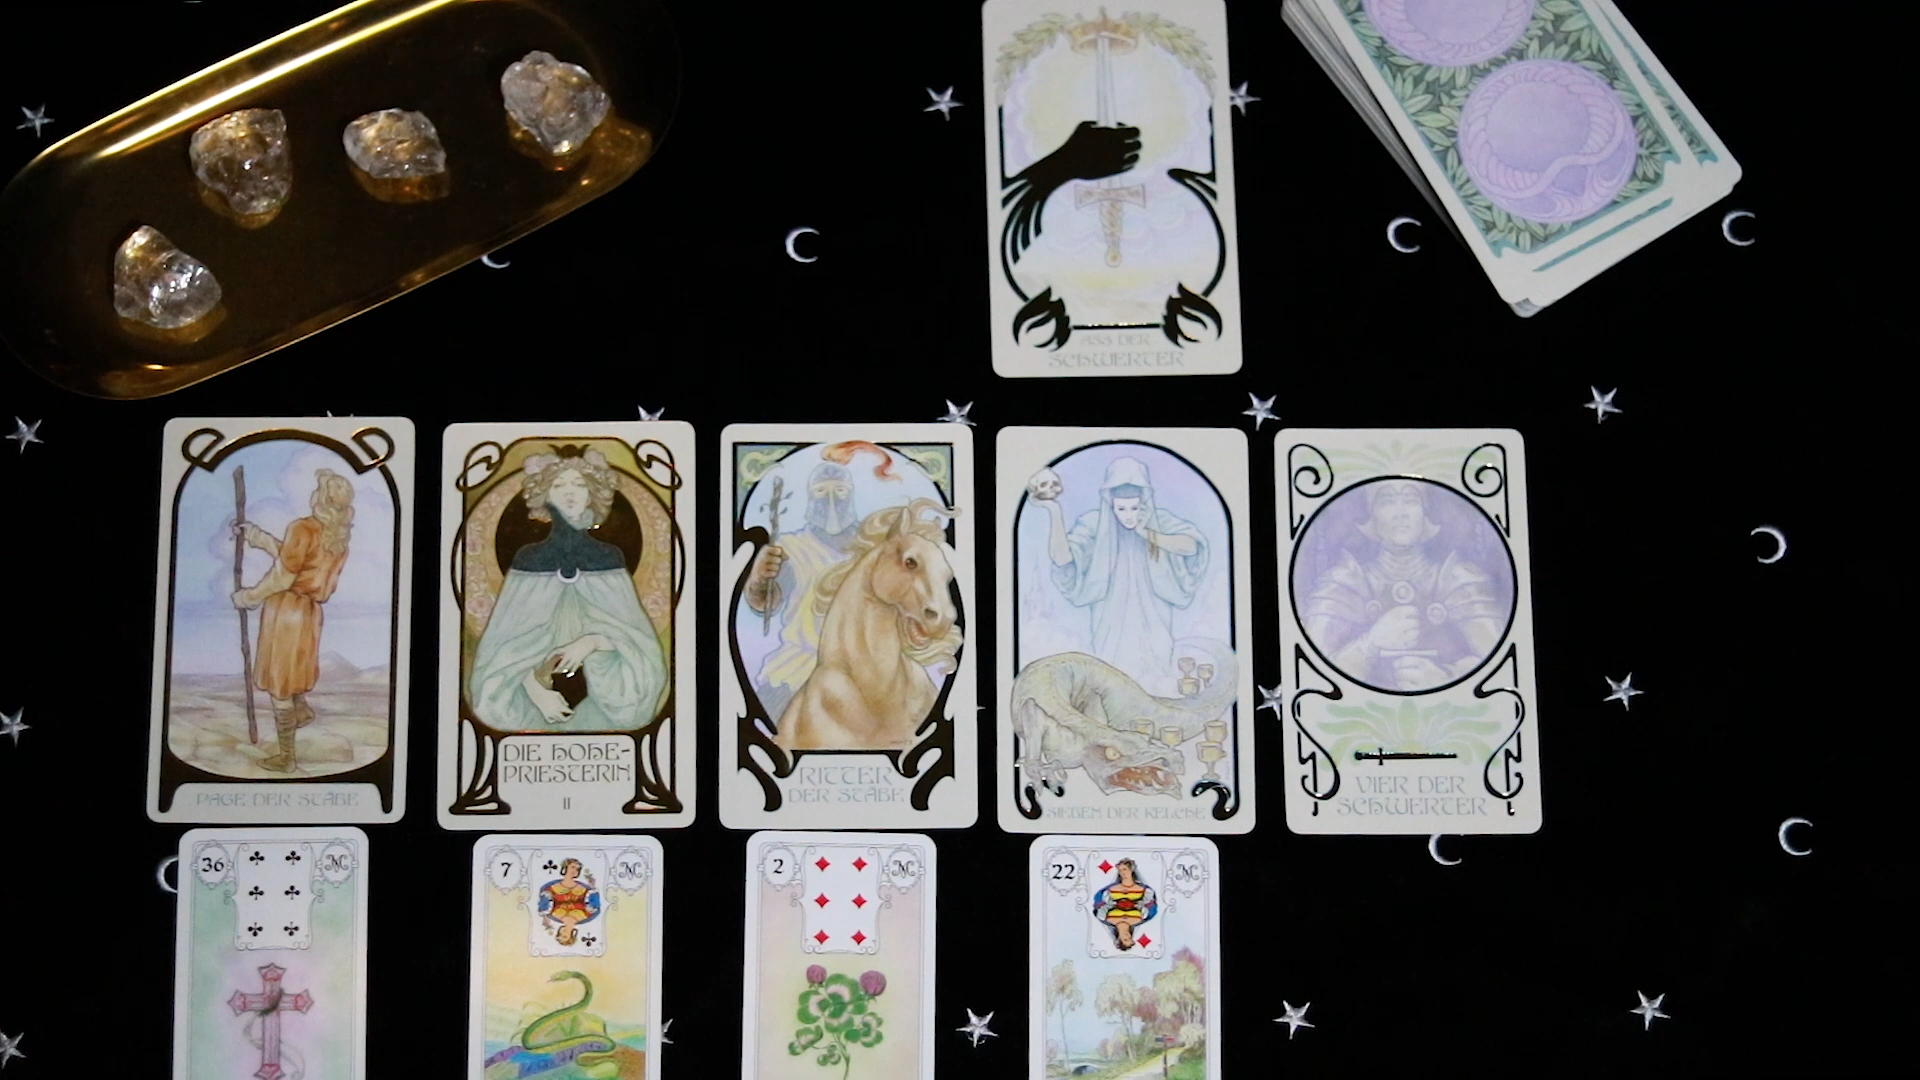 ASS DER
SCHWERTER
PAGE DER STÄBE
DIE HOHE-
PRIESTERIN
II
RITTER
DER STÄBE
SIEBEN DER KELCHE
VIER DER
SCHWERTER
36
7
2
22